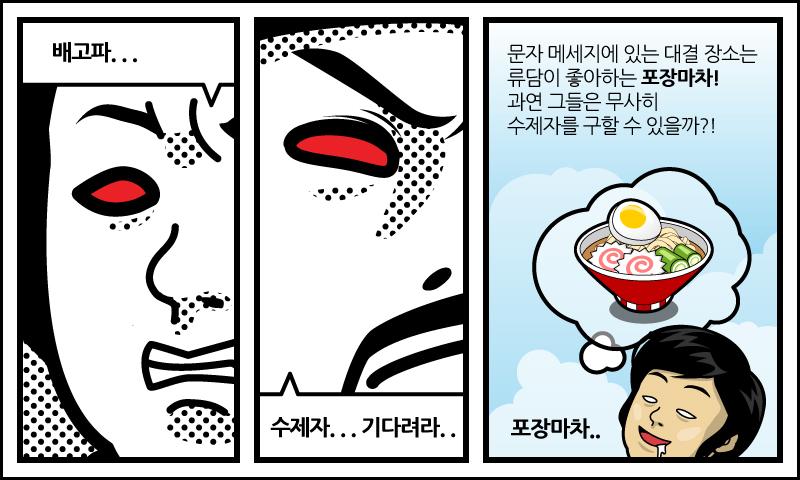 배고파...
수제자... 기다려라..
문자 메세지에 있는 대결 장소는
류담이 좋아하는 포장마차!
과연 그들은 무사히
수제자를 구할 수 있을까?!
포장마차..